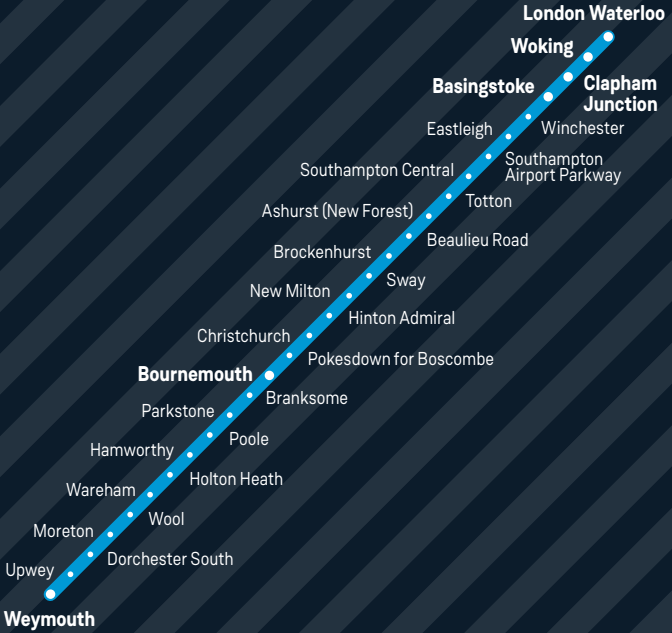 London Waterloo
Woking
Clapham
Junction
Basingstoke
Winchester
Eastleigh
Southampton
Airport Parkway
Southampton Central
Totton
Ashurst (New Forest)
Beaulieu Road
Brockenhurst
Sway
New Milton
Hinton Admiral
Christchurch
Pokesdown for Boscombe
Bournemouth
Branksome
Parkstone
Poole
Hamworthy
Holton Heath
Wareham
Wool
Moreton
Dorchester South
Upwey
Weymouth